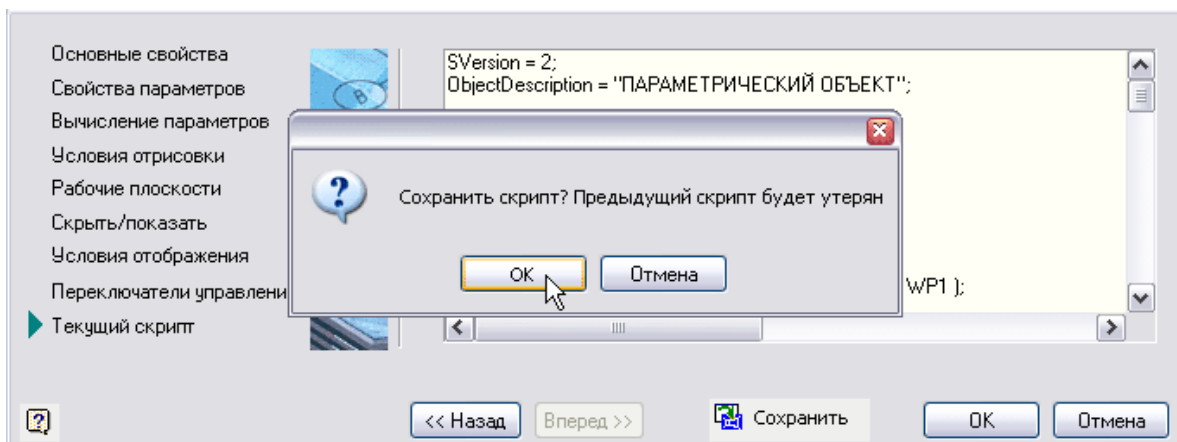 Основные свойства
Свойства параметров
Вычисление параметров
Условия отрисовки
Рабочие плоскости
Скрыть/показать
Условия отображения
Переключатели управлени
Текущий скрипт
B
SVersion = 2;
ObjectDescription = "ПАРАМЕТРИЧЕСКИЙ ОБЪЕКТ";
WP1 );
Сохранить скрипт? Предыдущий скрипт будет утерян
OK Отмена
<< Назад Вперед >> Сохранить OK Отмена